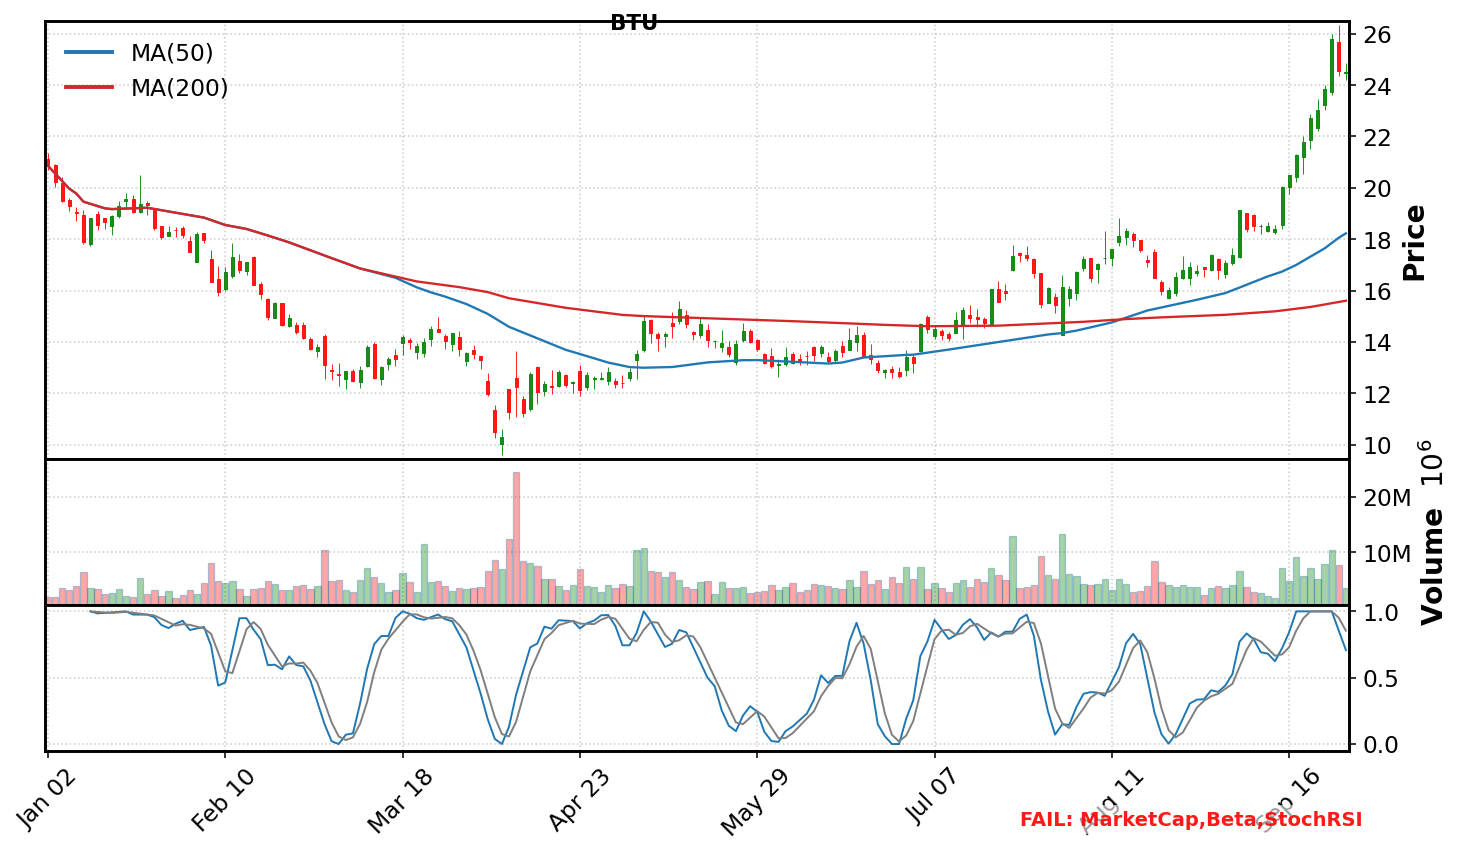 BTU
MA(50)
MA(200)
26
24
22
20
18
16
14
12
10
Price
20M
10M
Volume 10^6
1.0
0.5
0.0
Jan 02
Feb 10
Mar 18
Apr 23
May 29
Jul 07
Aug 11
Sep 16
FAIL: MarketCap,Beta,StochRSI